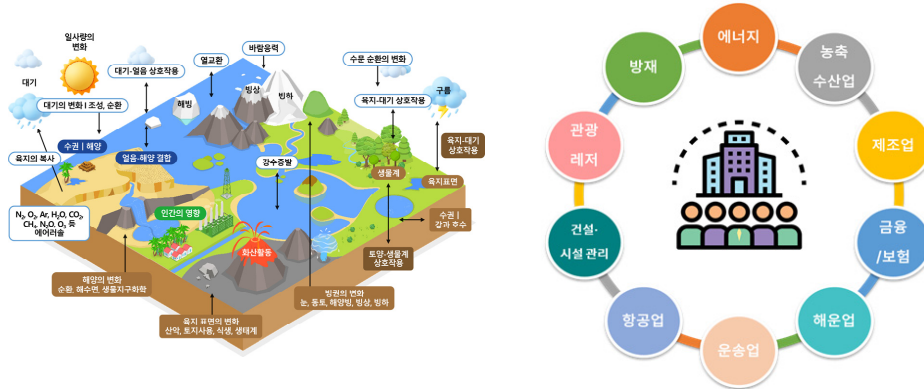 일사량의
변화
대기
대기-얼음 상호작용
열교환
바람응력
수문 순환의 변화
구름
대기의 변화 | 조성, 순환
해빙
빙상
빙하
육지-대기 상호작용
수권 | 해양
육지의 복사
얼음-해양 결합
강수증발
육지-대기
상호작용
생물계
육지표면
N₂, O₂, Ar, H₂O, CO₂,
CH₄, N₂O, O₃ 등
에어러솔
인간의 영향
수권 |
강과 호수
화산활동
토양-생물계
상호작용
해양의 변화
순환, 해수면, 생물지구화학
빙권의 변화
눈, 동토, 해양빙, 빙상, 빙하
육지 표면의 변화
산악, 토지사용, 식생, 생태계
에너지
농축
수산업
제조업
금융
/보험
해운업
운송업
항공업
건설·
시설관리
관광
레저
방재